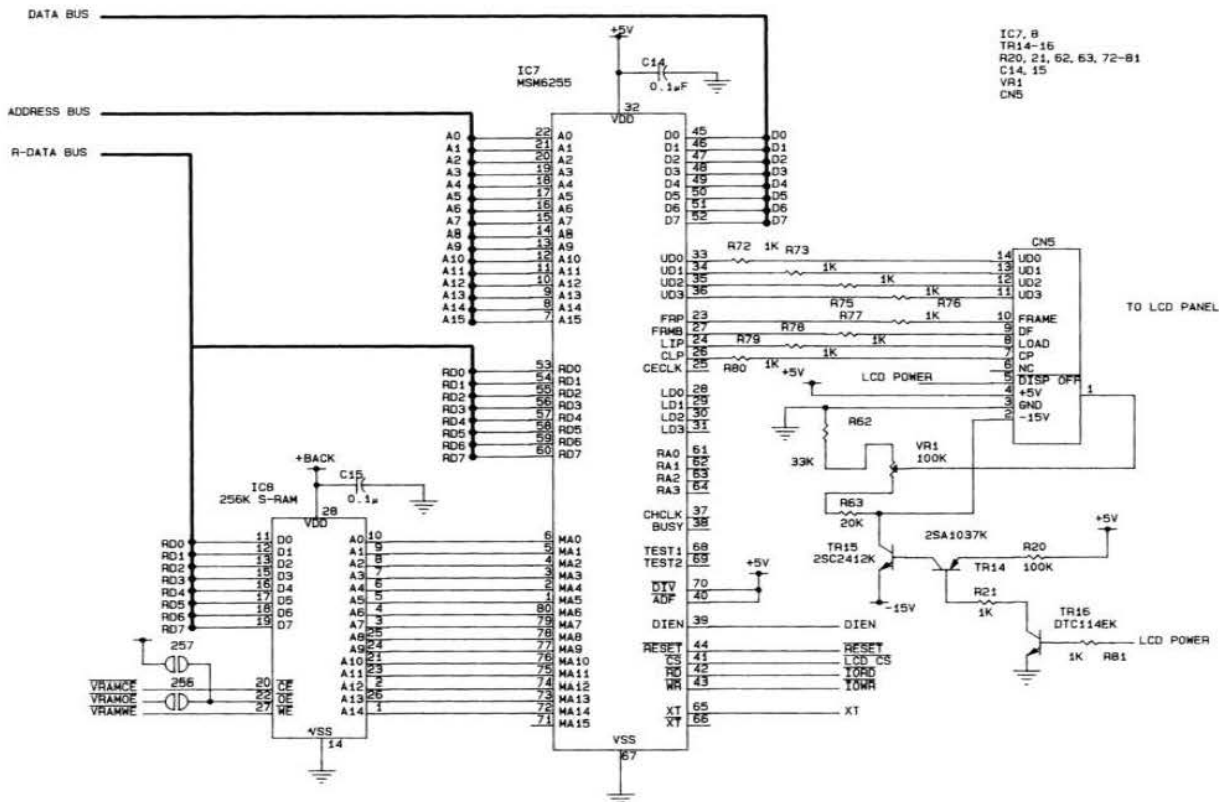 DATA BUS
ADDRESS BUS
R-DATA BUS
IC7, 8
TR14-16
R20, 21, 62, 63, 72-81
C14, 15
VR1
CN5
+5V
C14
0.1µF
IC7
MSM6255
32
VDD
A0 22 A0
A1 21 A1
A2 20 A2
A3 19 A3
A4 18 A4
A5 17 A5
A6 16 A6
A7 15 A7
A8 14 A8
A9 13 A9
A10 12 A10
A11 11 A11
A12 10 A12
A13 9 A13
A14 8 A14
A15 7 A15
RD0 53 RD0
RD1 54 RD1
RD2 55 RD2
RD3 56 RD3
RD4 57 RD4
RD5 58 RD5
RD6 59 RD6
RD7 60 RD7
MA0 6
MA1 5
MA2 4
MA3 3
MA4 2
MA5 1
MA6 80
MA7 79
MA8 78
MA9 77
MA10 76
MA11 75
MA12 74
MA13 73
MA14 72
MA15 71
D0 45 D0
D1 46 D1
D2 47 D2
D3 48 D3
D4 49 D4
D5 50 D5
D6 51 D6
D7 52 D7
UD0 33
UD1 34
UD2 35
UD3 36
FRP 23
FRMB 27
LIP 24
CLP 26
CECLK 25
LD0 28
LD1 29
LD2 30
LD3 31
RA0 61
RA1 62
RA2 63
RA3 64
CHCLK 37
BUSY 38
TEST1 68
TEST2 69
DIV 70
ADF 40
+5V
DIEN 39 DIEN
RESET 44 RESET
CS 41 LCD CS
RD 42 IORD
WR 43 IOWR
XT 65 XT
XT 66
VSS
67
R72 1K R73
1K
1K
1K
R75 R76
R77 1K
R78 1K
R79 1K
R80 1K
CN5
14 UD0
13 UD1
12 UD2
11 UD3
10 FRAME
9 DF
8 LOAD
7 CP
6 NC
5 DISP OFF
4 +5V
3 GND
2 -15V
1
TO LCD PANEL
+5V
LCD POWER
R62
33K
VR1
100K
R63
20K
TR15
2SC2412K
-15V
2SA1037K
TR14
R20
100K
+5V
R21
1K
TR16
DTC114EK
LCD POWER
1K R81
+BACK
C15
0.1µ
IC8
256K S-RAM
28
VDD
RD0 11 D0
RD1 12 D1
RD2 13 D2
RD3 14 D3
RD4 15 D4
RD5 17 D5
RD6 18 D6
RD7 19 D7
A0 10
A1 9
A2 8
A3 7
A4 6
A5 5
A6 4
A7 3
A8 25
A9 24
A10 21
A11 23
A12 2
A13 26
A14 1
257
256
VRAMCE 20 CE
VRAMOE 22 OE
VRAMWE 27 WE
VSS
14